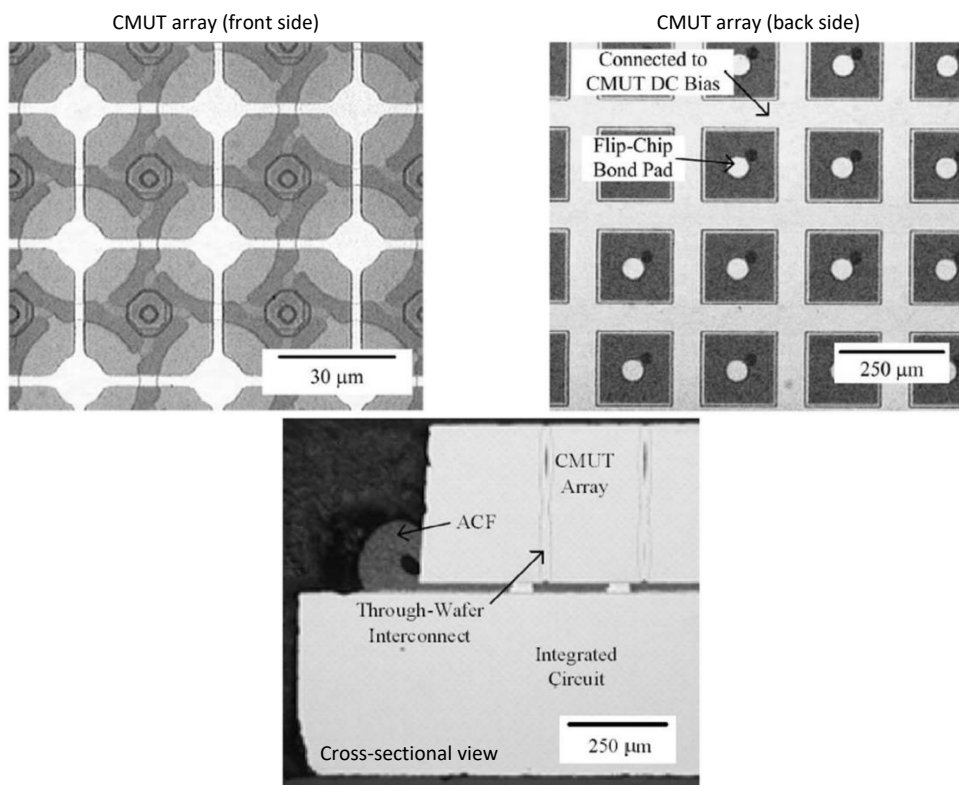 CMUT array (front side)
30 μm
CMUT array (back side)
Connected to
CMUT DC Bias
Flip-Chip
Bond Pad
250 μm
CMUT
Array
ACF
Through-Wafer
Interconnect
Integrated
Circuit
250 μm
Cross-sectional view